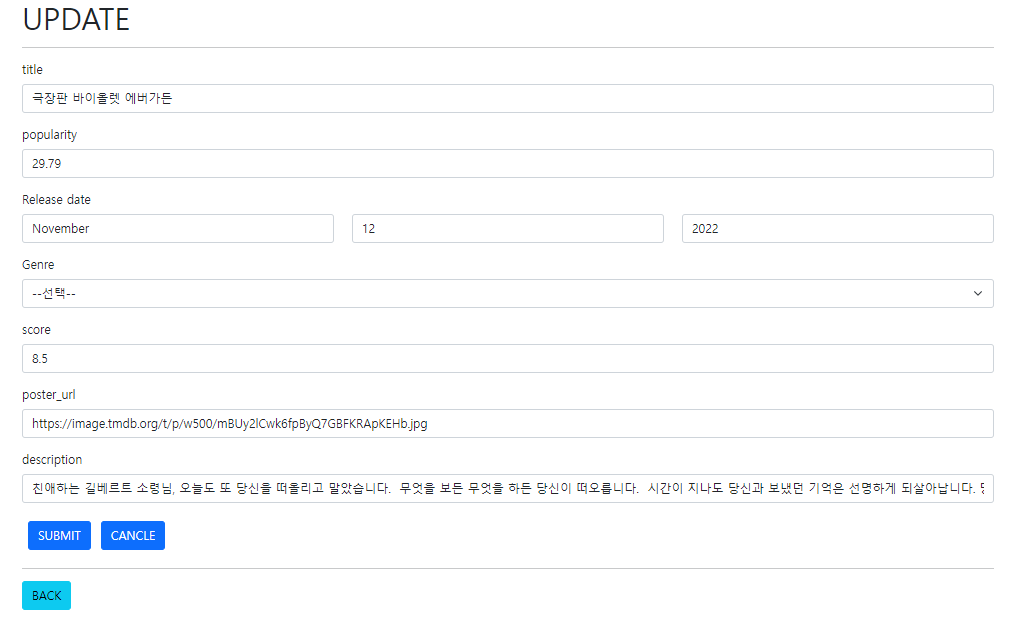 UPDATE
title
극장판 바이올렛 에버가든
popularity
29.79
Release date
November 12 2022
Genre
--선택--
score
8.5
poster_url
https://image.tmdb.org/t/p/w500/mBUy2lCwk6fpByQ7GBFKRApKEHb.jpg
description
친애하는 길베르트 소령님, 오늘도 또 당신을 떠올리고 말았습니다. 무엇을 보든 무엇을 하든 당신이 떠오릅니다. 시간이 지나도 당신과 보냈던 기억은 선명하게 되살아납니다.
SUBMIT CANCLE
BACK